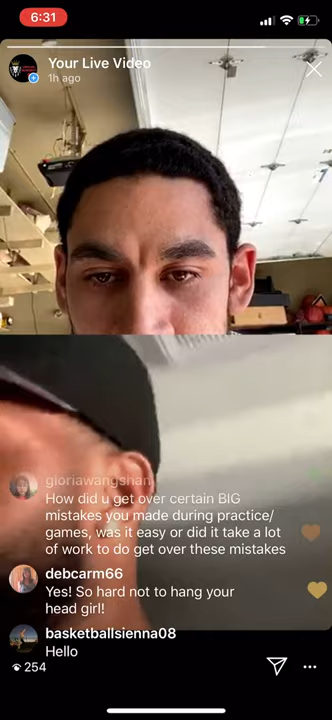 6:31
Your Live Video
1h ago
gloriawangshan
How did u get over certain BIG
mistakes you made during practice/
games, was it easy or did it take a lot
of work to do get over these mistakes
debcarm66
Yes! So hard not to hang your
head girl!
basketballsienna08
Hello
254